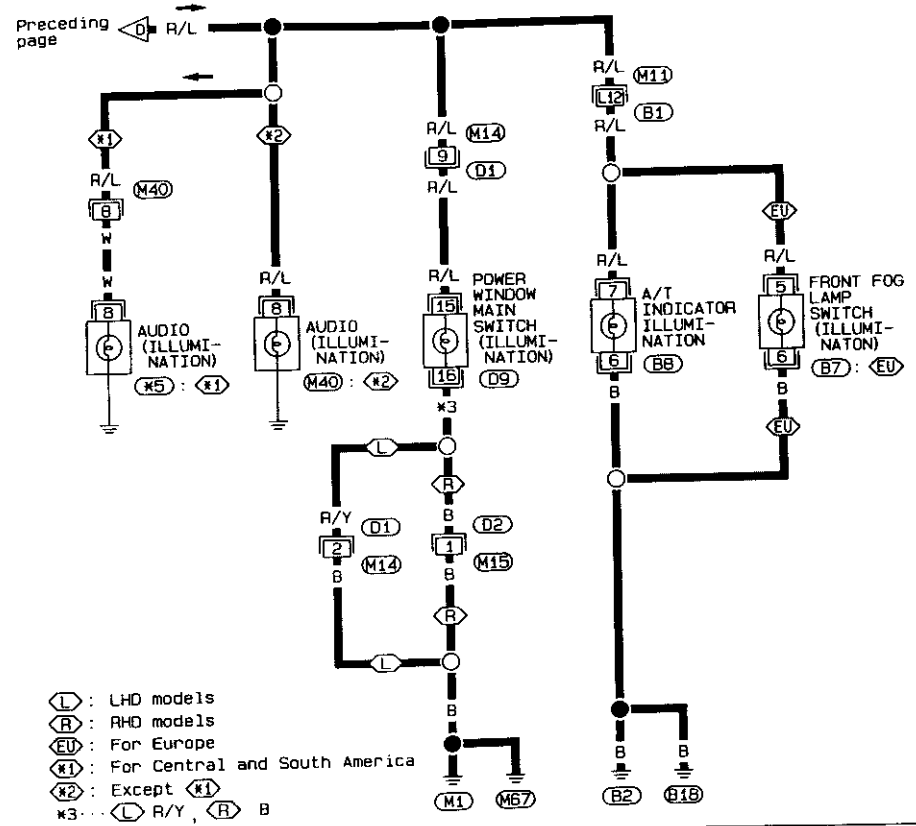 Preceding page
D R/L
R/L
M11
L12
B1
R/L
*1
*2
R/L
M14
9
D1
R/L
EU
R/L
M40
8
W
W
R/L
R/L
R/L
R/L
8
AUDIO
(ILLUMI-
NATION)
*5 : *1
8
AUDIO
(ILLUMI-
NATION)
M40 : *2
15
POWER
WINDOW
MAIN
SWITCH
(ILLUMI-
NATION)
16
D9
*3
7
A/T
INDICATOR
ILLUMI-
NATION
6
B8
B
5
FRONT FOG
LAMP
SWITCH
(ILLUMI-
NATON)
6
B7 : EU
B
EU
L
R
R/Y
D1
2
M14
B
B
D2
1
M15
B
R
L
B
M1
M67
B
B
B2
B18
L : LHD models
R : RHD models
EU : For Europe
*1 : For Central and South America
*2 : Except *1
*3··· L R/Y, R B